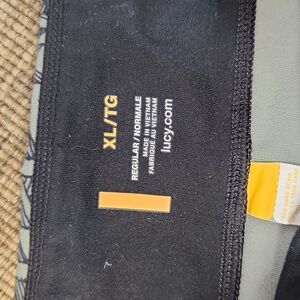 XL/TG
REGULAR/NORMALE
MADE IN VIETNAM
FABRIQUÉ AU VIETNAM
lucy.com